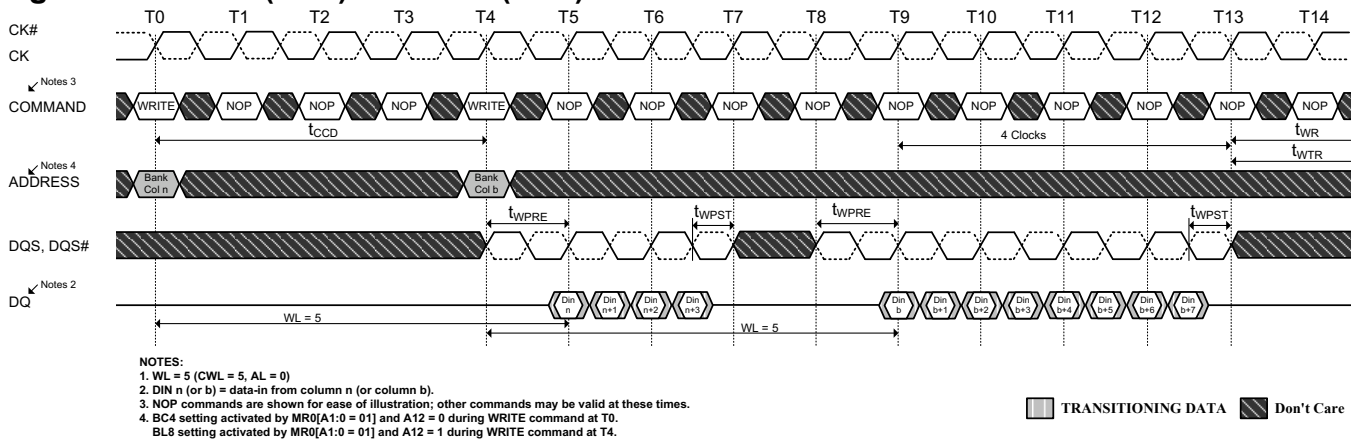 T0 T1 T2 T3 T4 T5 T6 T7 T8 T9 T10 T11 T12 T13 T14
CK#
CK
Notes 3
COMMAND WRITE NOP NOP NOP WRITE NOP NOP NOP NOP NOP NOP NOP NOP NOP NOP
tCCD 4 Clocks tWR
tWTR
Notes 4
ADDRESS
Bank Bank
Col n Col b
tWPRE tWPST tWPRE tWPST
DQS, DQS#
Notes 2
DQ
Din Din Din Din Din Din Din Din Din Din Din Din
n n+1 n+2 n+3 b b+1 b+2 b+3 b+4 b+5 b+6 b+7
WL = 5 WL = 5
NOTES:
1. WL = 5 (CWL = 5, AL = 0)
2. DIN n (or b) = data-in from column n (or column b).
3. NOP commands are shown for ease of illustration; other commands may be valid at these times.
4. BC4 setting activated by MR0[A1:0 = 01] and A12 = 0 during WRITE command at T0.
BL8 setting activated by MR0[A1:0 = 01] and A12 = 1 during WRITE command at T4.
TRANSITIONING DATA Don't Care